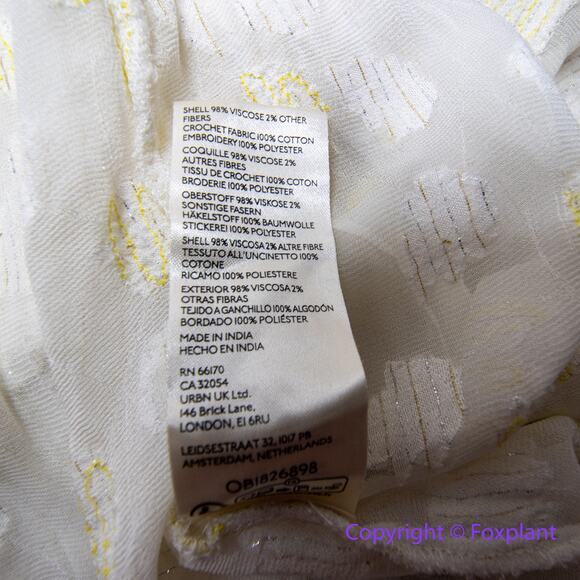 SHELL 98% VISCOSE 2% OTHER
FIBERS
CROCHET FABRIC 100% COTTON
EMBROIDERY 100% POLYESTER
COQUILLE 98% VISCOSE 2%
AUTRES FIBRES
TISSU DE CROCHET 100% COTON
BRODERIE 100% POLYESTER
OBERSTOFF 98% VISKOSE 2%
SONSTIGE FASERN
HÄKELSTOFF 100% BAUMWOLLE
STICKEREI 100% POLYESTER
SHELL 98% VISCOSA 2% ALTRE FIBRE
TESSUTO ALL'UNCINETTO 100%
COTONE
RICAMO 100% POLIESTERE
EXTERIOR 98% VISCOSA 2%
OTRAS FIBRAS
TEJIDO A GANCHILLO 100% ALGODÓN
BORDADO 100% POLIÉSTER
MADE IN INDIA
HECHO EN INDIA
RN 66170
CA 32054
URBN UK Ltd.
146 Brick Lane,
LONDON, E1 6RU
LEIDSESTRAAT 32, 1017 PB
AMSTERDAM, NETHERLANDS
OB1826898
Copyright © Foxplant